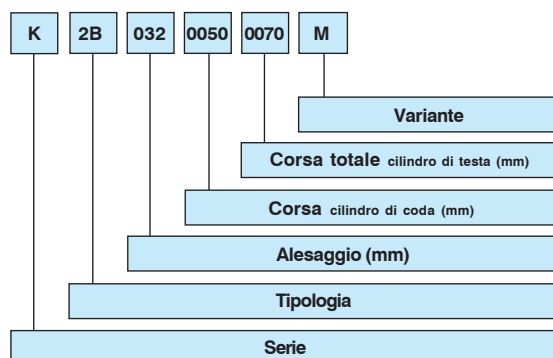 K 2B 032 0050 0070 M
Variante
Corsa totale cilindro di testa (mm)
Corsa cilindro di coda (mm)
Alesaggio (mm)
Tipologia
Serie